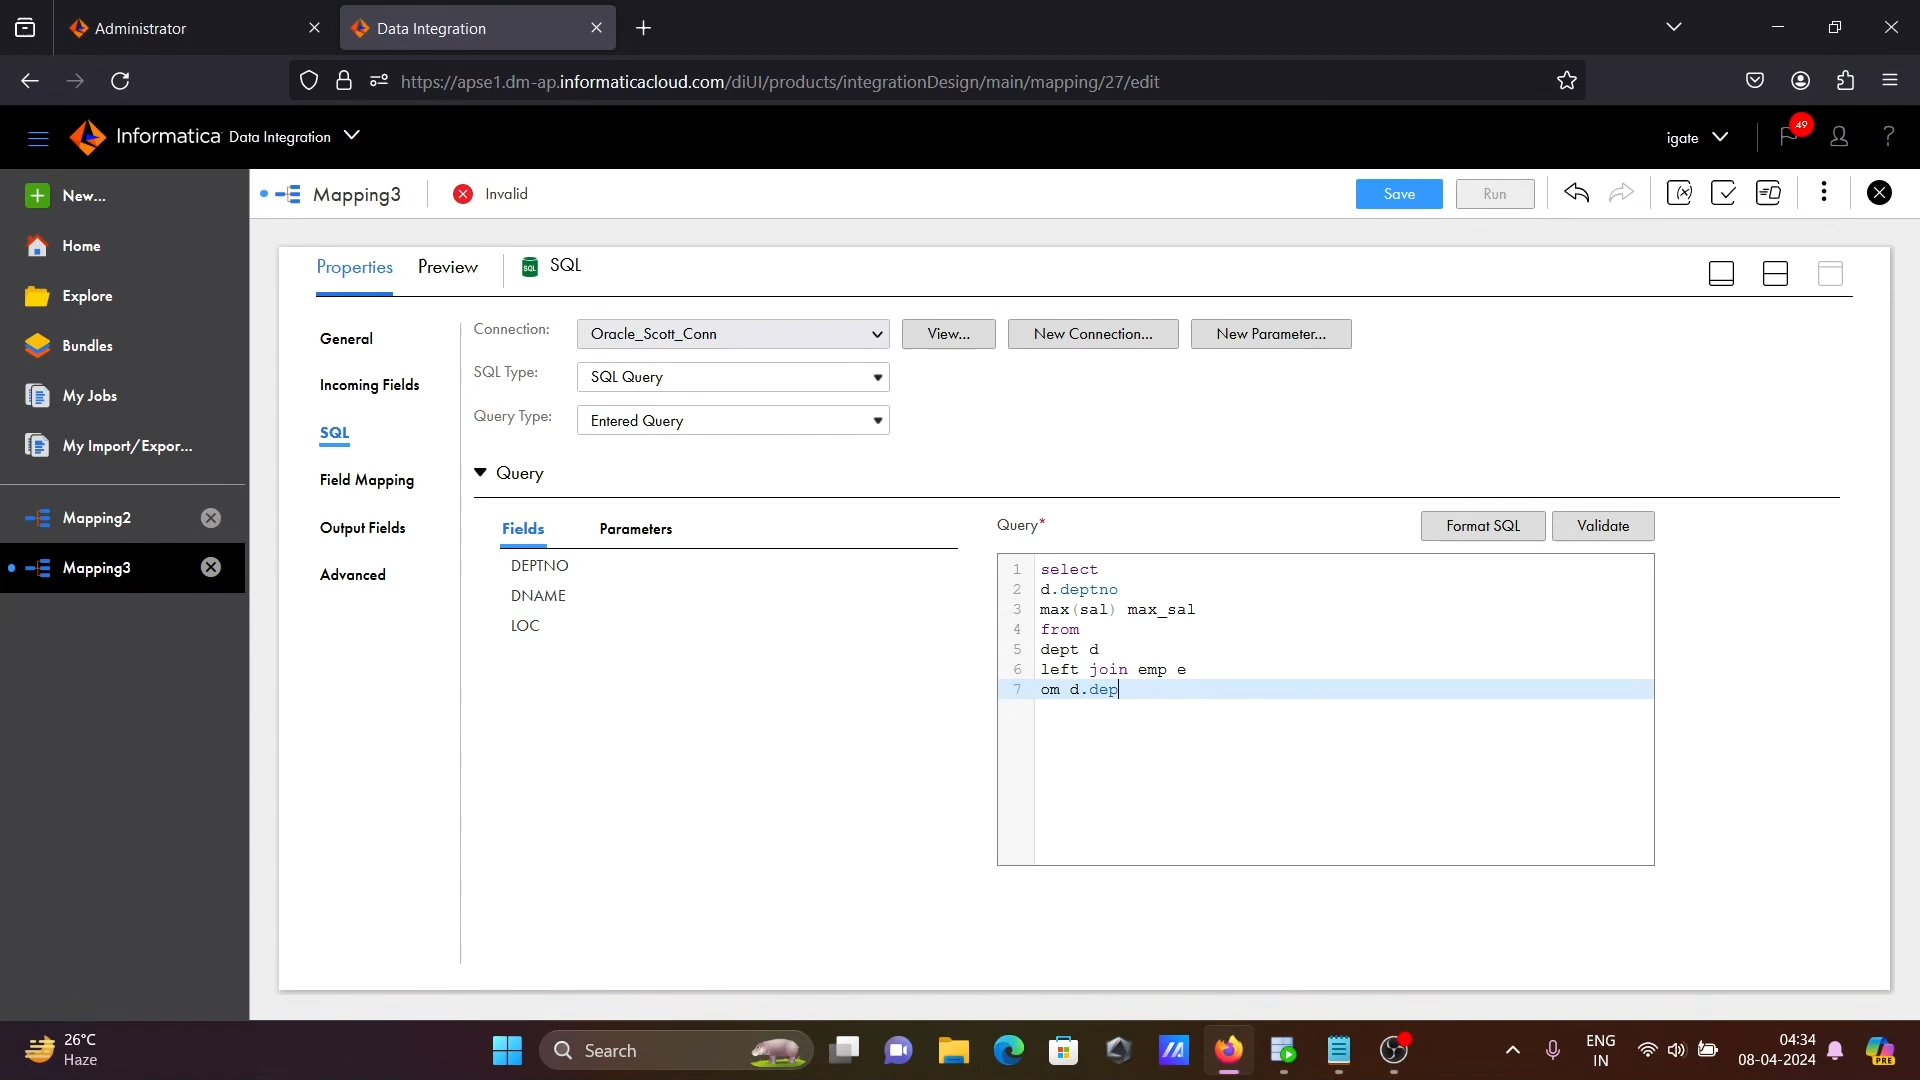 Administrator
Data Integration
https://apse1.dm-ap.informaticacloud.com/diUI/products/integrationDesign/main/mapping/27/edit
Informatica Data Integration
igate
49
?
New...
Mapping3
Invalid
Save
Run
Home
Explore
Bundles
My Jobs
My Import/Expor...
Mapping2
Mapping3
Properties
Preview
SQL
SQL
General
Incoming Fields
SQL
Field Mapping
Output Fields
Advanced
Connection:
Oracle_Scott_Conn
View...
New Connection...
New Parameter...
SQL Type:
SQL Query
Query Type:
Entered Query
Query
Fields
Parameters
DEPTNO
DNAME
LOC
Query*
Format SQL
Validate
1 select
2 d.deptno
3 max(sal) max_sal
4 from
5 dept d
6 left join emp e
7 om d.dep
26°C
Haze
Search
ENG
IN
04:34
08-04-2024
PRE